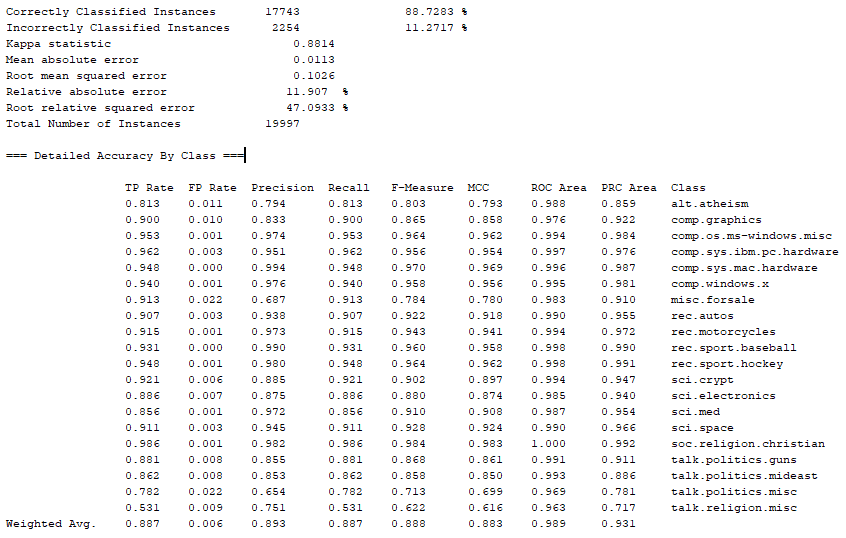 Correctly Classified Instances 17743 88.7283 %
Incorrectly Classified Instances 2254 11.2717 %
Kappa statistic 0.8814
Mean absolute error 0.0113
Root mean squared error 0.1026
Relative absolute error 11.907 %
Root relative squared error 47.0933 %
Total Number of Instances 19997
=== Detailed Accuracy By Class ===
TP Rate FP Rate Precision Recall F-Measure MCC ROC Area PRC Area Class
0.813 0.011 0.794 0.813 0.803 0.793 0.988 0.859 alt.atheism
0.900 0.010 0.833 0.900 0.865 0.858 0.976 0.922 comp.graphics
0.953 0.001 0.974 0.953 0.964 0.962 0.994 0.984 comp.os.ms-windows.misc
0.962 0.003 0.951 0.962 0.956 0.954 0.997 0.976 comp.sys.ibm.pc.hardware
0.948 0.000 0.994 0.948 0.970 0.969 0.996 0.987 comp.sys.mac.hardware
0.940 0.001 0.976 0.940 0.958 0.956 0.995 0.981 comp.windows.x
0.913 0.022 0.687 0.913 0.784 0.780 0.983 0.910 misc.forsale
0.907 0.003 0.938 0.907 0.922 0.918 0.990 0.955 rec.autos
0.915 0.001 0.973 0.915 0.943 0.941 0.994 0.972 rec.motorcycles
0.931 0.000 0.990 0.931 0.960 0.958 0.998 0.990 rec.sport.baseball
0.948 0.001 0.980 0.948 0.964 0.962 0.998 0.991 rec.sport.hockey
0.921 0.006 0.885 0.921 0.902 0.897 0.994 0.947 sci.crypt
0.886 0.007 0.875 0.886 0.880 0.874 0.985 0.940 sci.electronics
0.856 0.001 0.972 0.856 0.910 0.908 0.987 0.954 sci.med
0.911 0.003 0.945 0.911 0.928 0.924 0.990 0.966 sci.space
0.986 0.001 0.982 0.986 0.984 0.983 1.000 0.992 soc.religion.christian
0.881 0.008 0.855 0.881 0.868 0.861 0.991 0.911 talk.politics.guns
0.862 0.008 0.853 0.862 0.858 0.850 0.993 0.886 talk.politics.mideast
0.782 0.022 0.654 0.782 0.713 0.699 0.969 0.781 talk.politics.misc
0.531 0.009 0.751 0.531 0.622 0.616 0.963 0.717 talk.religion.misc
Weighted Avg. 0.887 0.006 0.893 0.887 0.888 0.883 0.989 0.931